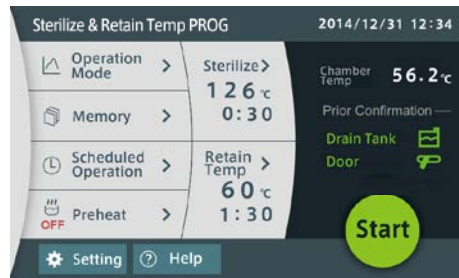 Sterilize & Retain Temp PROG 2014/12/31 12:34
Operation
Mode >
Memory >
Scheduled
Operation >
OFF Preheat >
Sterilize >
126℃
0:30
Retain
Temp >
60℃
1:30
Chamber
Temp 56.2℃
Prior Confirmation
Drain Tank
Door
Start
Setting ? Help